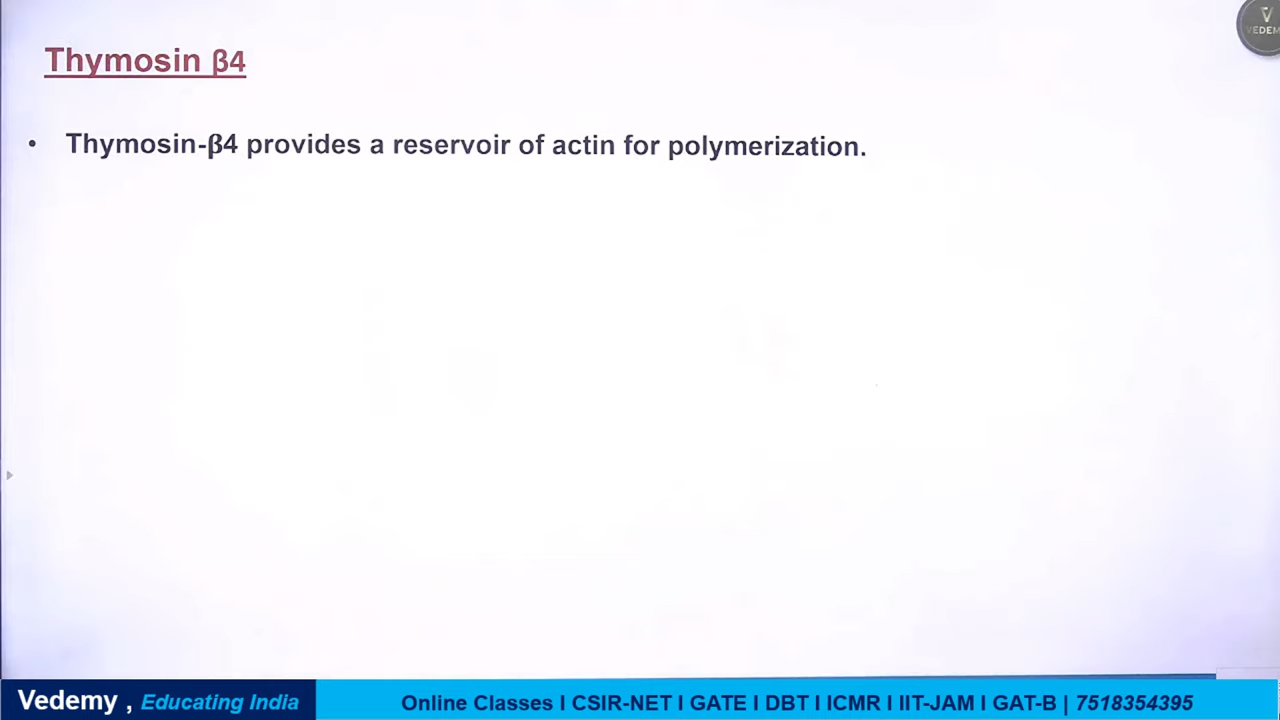 Thymosin β4
• Thymosin-β4 provides a reservoir of actin for polymerization.
V
VEDEM
Vedemy , Educating India
Online Classes I CSIR-NET I GATE I DBT I ICMR I IIT-JAM I GAT-B | 7518354395